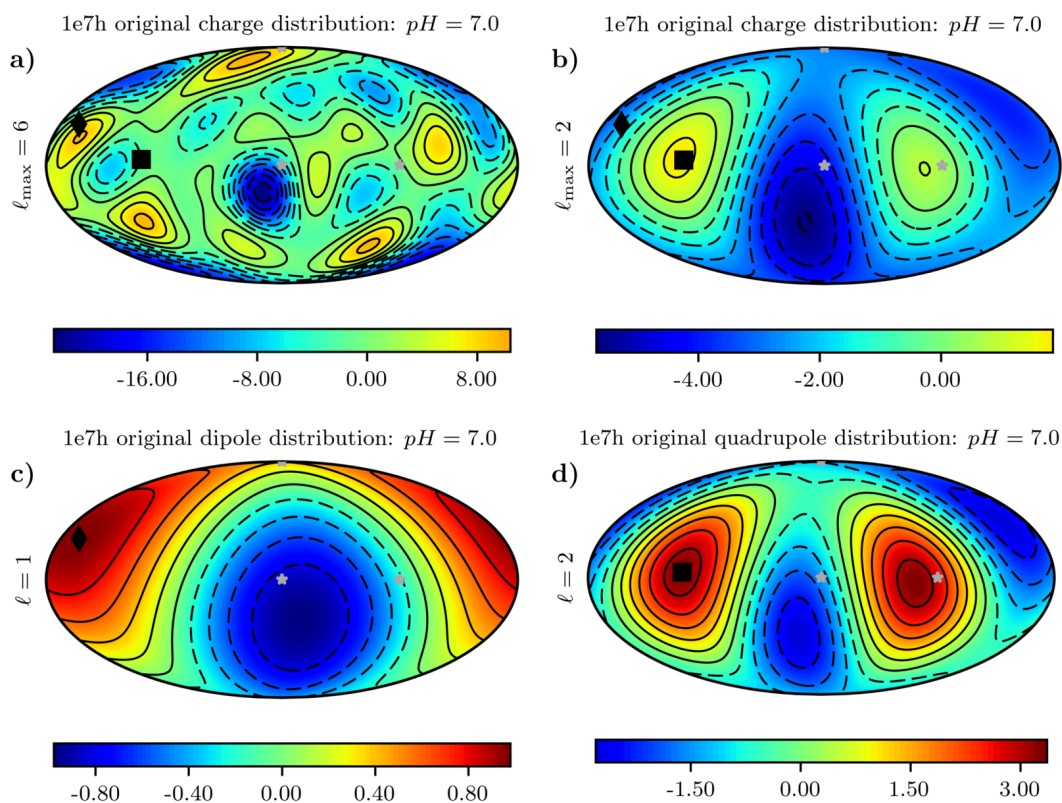 1e7h original charge distribution: pH = 7.0
a)
ℓmax = 6
-16.00 -8.00 0.00 8.00
1e7h original charge distribution: pH = 7.0
b)
ℓmax = 2
-4.00 -2.00 0.00
1e7h original dipole distribution: pH = 7.0
c)
ℓ = 1
-0.80 -0.40 0.00 0.40 0.80
1e7h original quadrupole distribution: pH = 7.0
d)
ℓ = 2
-1.50 0.00 1.50 3.00